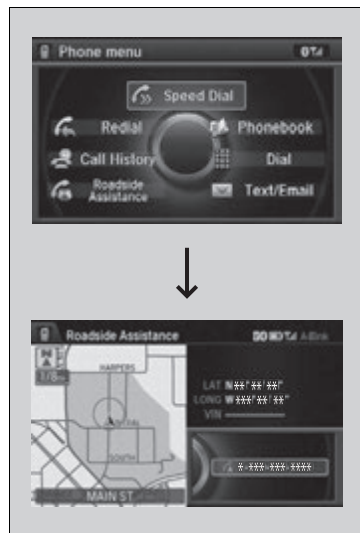 Phone menu
Speed Dial
Redial
Phonebook
Call History
Dial
Roadside
Assistance
Text/Email
Roadside Assistance
HARPERS
LAT N**°**'**"
LONG W***°**'**"
VIN
SOUTH
*-***-***-****
MAIN ST